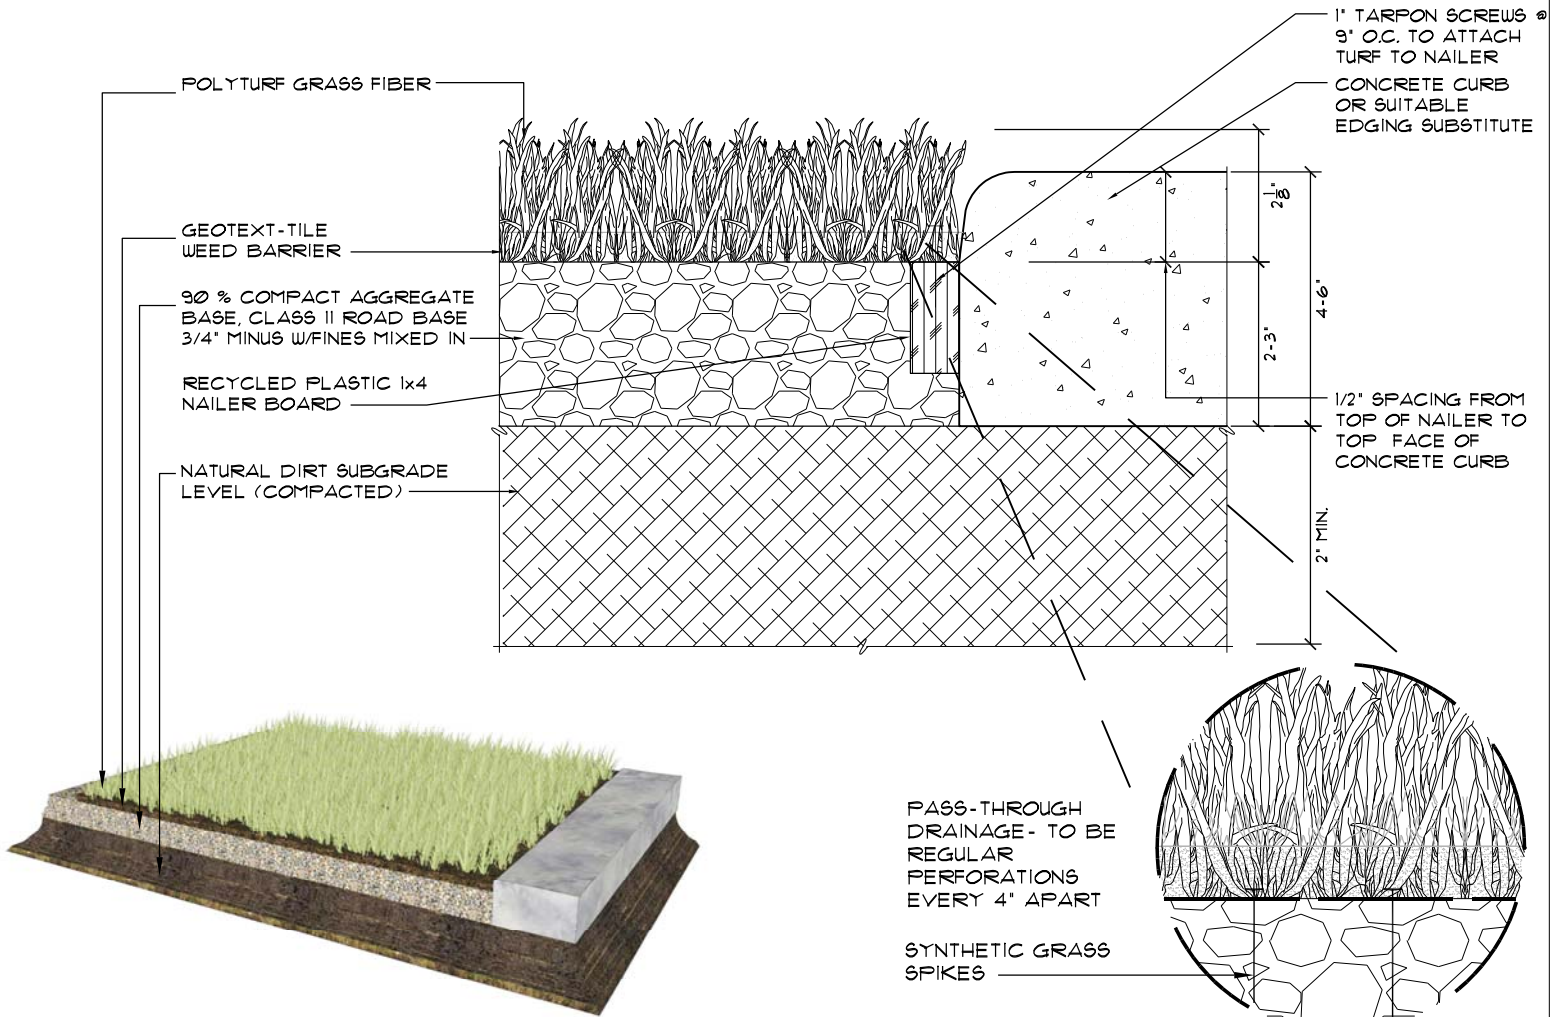 1" TARPON SCREWS @
9" O.C. TO ATTACH
TURF TO NAILER
CONCRETE CURB
OR SUITABLE
EDGING SUBSTITUTE
POLYTURF GRASS FIBER
GEOTEXT-TILE
WEED BARRIER
90 % COMPACT AGGREGATE
BASE, CLASS II ROAD BASE
3/4" MINUS W/FINES MIXED IN
RECYCLED PLASTIC 1x4
NAILER BOARD
NATURAL DIRT SUBGRADE
LEVEL (COMPACTED)
2 1/8"
4-6"
2-3"
1/2" SPACING FROM
TOP OF NAILER TO
TOP FACE OF
CONCRETE CURB
2" MIN.
PASS-THROUGH
DRAINAGE- TO BE
REGULAR
PERFORATIONS
EVERY 4" APART
SYNTHETIC GRASS
SPIKES